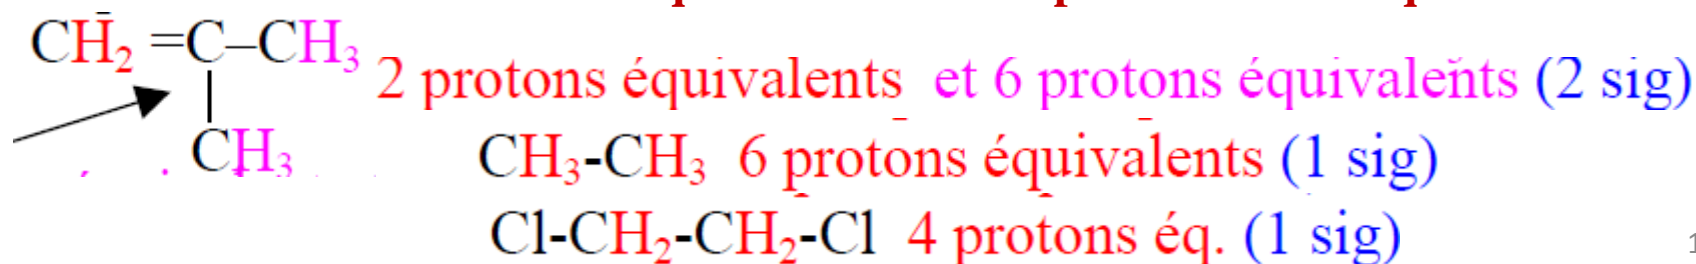 CH₂ =C–CH₃
2 protons équivalents et 6 protons équivalents (2 sig)
CH₃
CH₃-CH₃ 6 protons équivalents (1 sig)
Cl-CH₂-CH₂-Cl 4 protons éq. (1 sig)
1